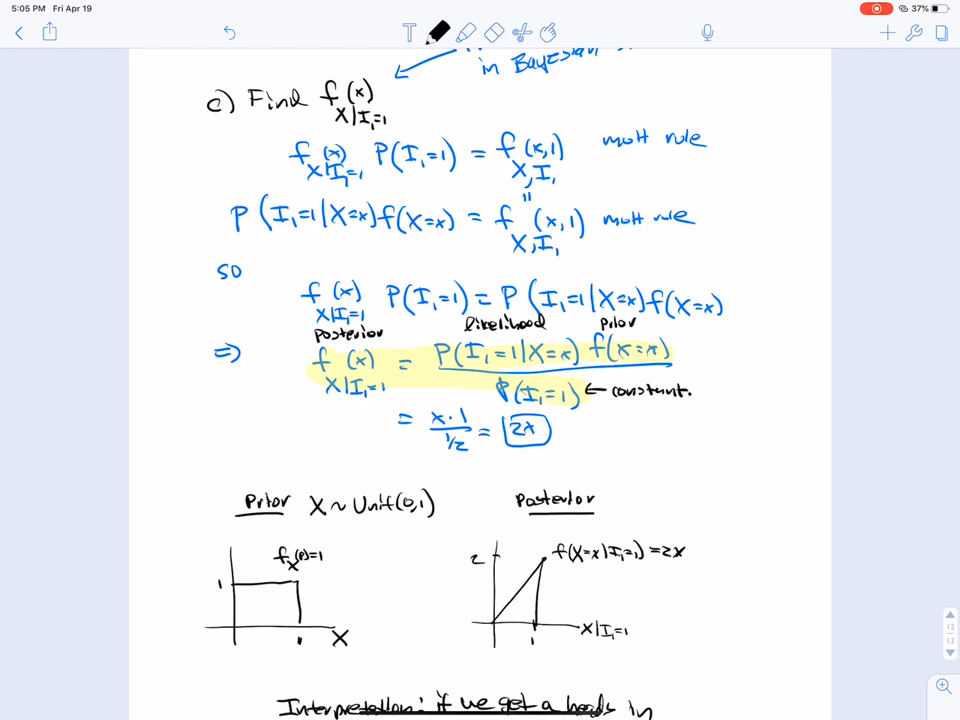 5:05 PM Fri Apr 19
37%
T
in Bayesian
c) Find f (x)
X|I₁=1
f (x) P(I₁=1) = f (x,1) mult rule
X|I₁=1 X,I₁
"
P (I₁=1|X=x) f(X=x) = f (x,1) mult rule
X,I₁
so
f (x) P(I₁=1) = P (I₁=1|X=x) f(X=x)
X|I₁=1
posterior likelihood prior
⇒ f (x) = P(I₁=1|X=x) f(X=x)
X|I₁=1 P(I₁=1) ← constant.
= x·1 / 1/2 = 2x
Prior X ~ Unif(0,1) Posterior
f (p)=1
X
1
1
X
2
f(X=x|I₁=1) = 2x
1
X|I₁=1
Interpretation: if we get a heads in
12
13